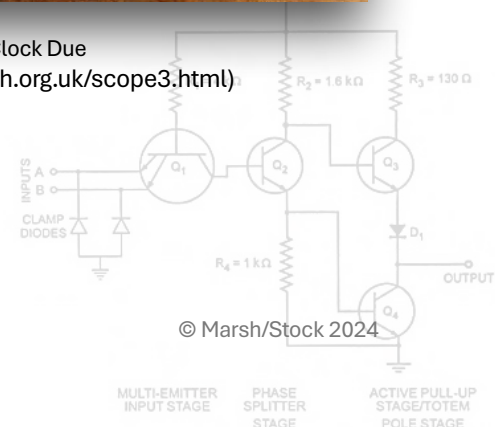 Clock Due
h.org.uk/scope3.html)
R₂ = 1.6 kΩ
R₃ = 130 Ω
Q₁
Q₂
Q₃
INPUTS
A
B
CLAMP
DIODES
D₁
R₄ = 1 kΩ
OUTPUT
Q₄
© Marsh/Stock 2024
MULTI-EMITTER
INPUT STAGE
PHASE
SPLITTER
STAGE
ACTIVE PULL-UP
STAGE/TOTEM
POLE STAGE